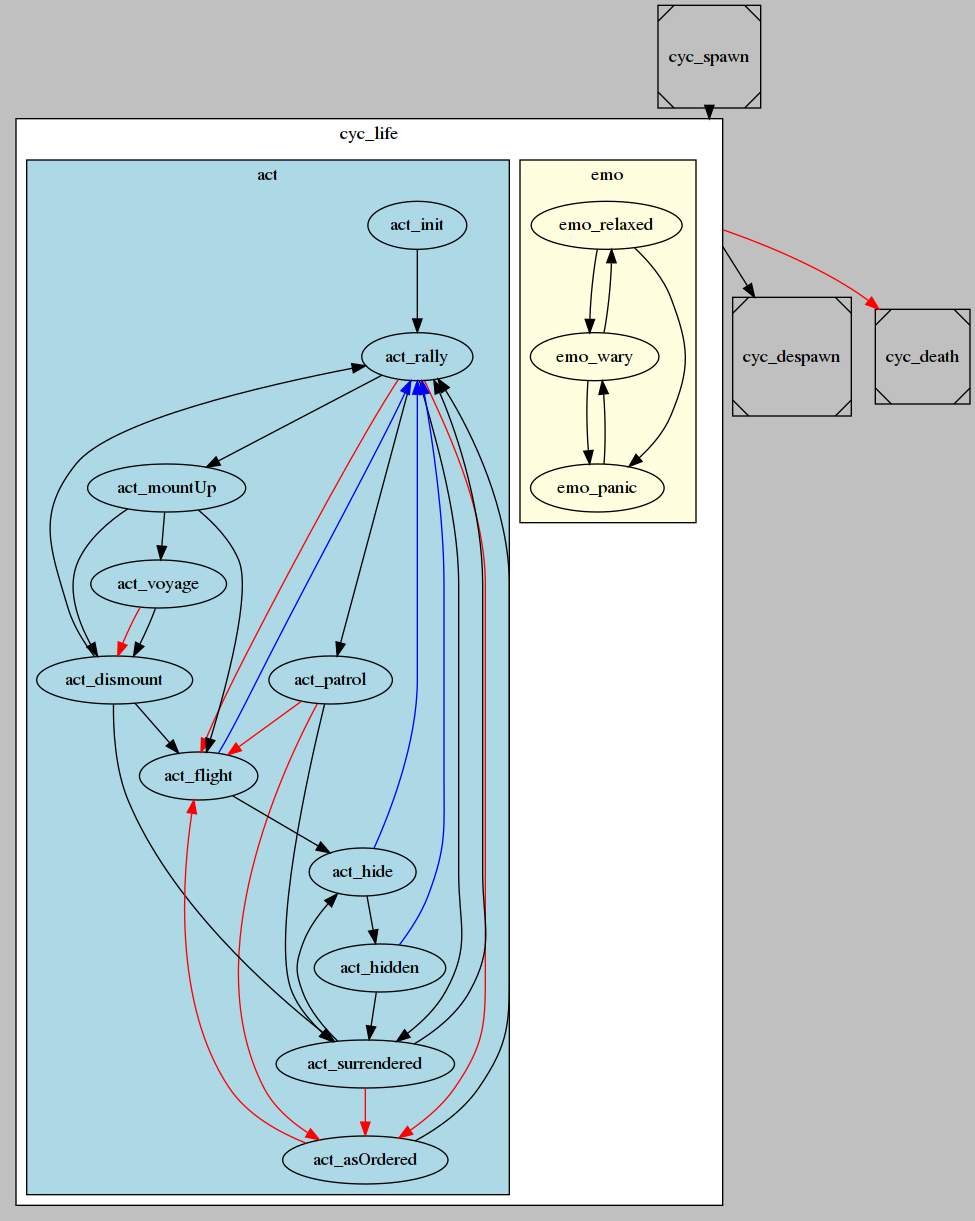 cyc_spawn
cyc_life
act
emo
act_init
emo_relaxed
act_rally
emo_wary
cyc_despawn
cyc_death
act_mountUp
emo_panic
act_voyage
act_dismount
act_patrol
act_flight
act_hide
act_hidden
act_surrendered
act_asOrdered